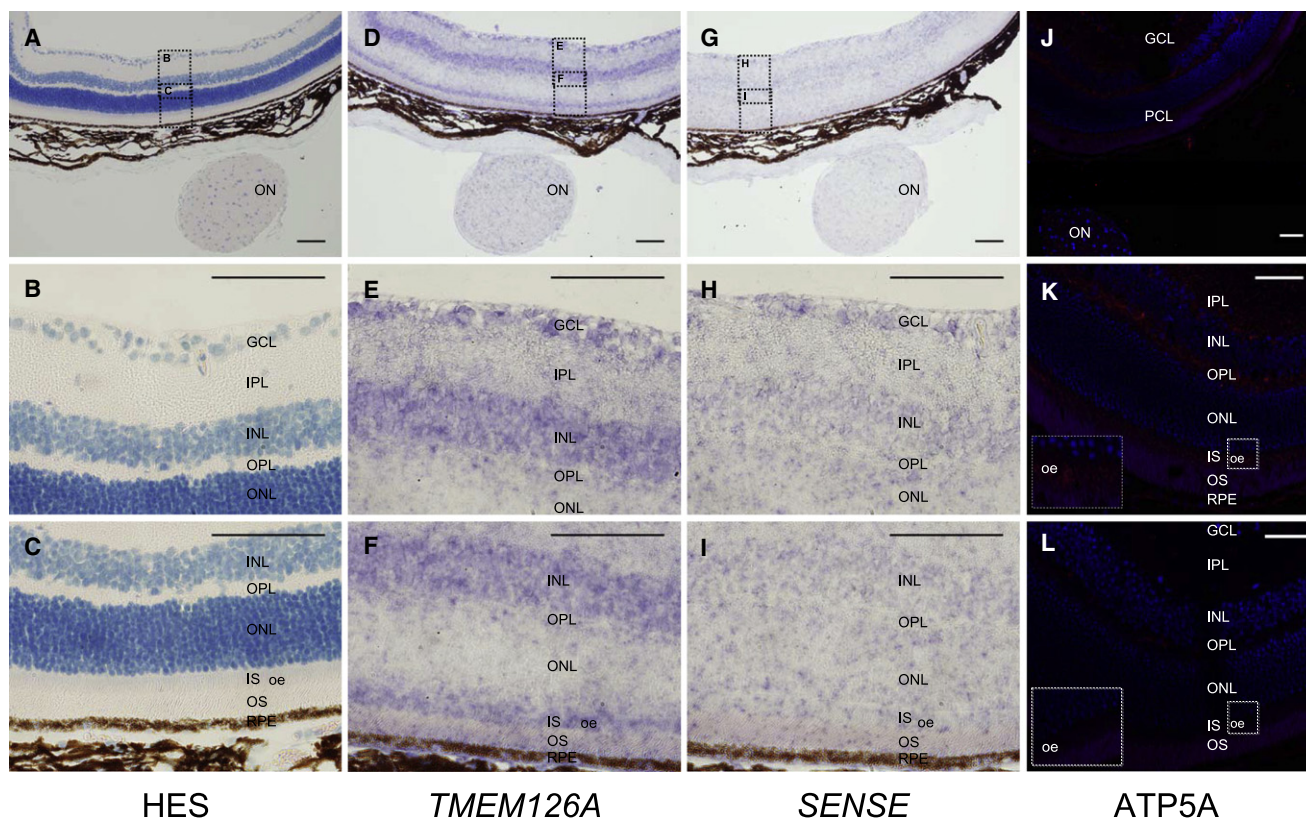 A
B
C
ON
D
E
F
ON
G
H
I
ON
J
GCL
PCL
ON
B
GCL
IPL
INL
OPL
ONL
E
GCL
IPL
INL
OPL
ONL
H
GCL
IPL
INL
OPL
ONL
K
IPL
INL
OPL
ONL
IS oe
OS
RPE
oe
C
INL
OPL
ONL
IS oe
OS
RPE
F
INL
OPL
ONL
IS oe
OS
RPE
I
INL
OPL
ONL
IS oe
OS
RPE
L
GCL
IPL
INL
OPL
ONL
IS oe
OS
oe
HES
TMEM126A
SENSE
ATP5A